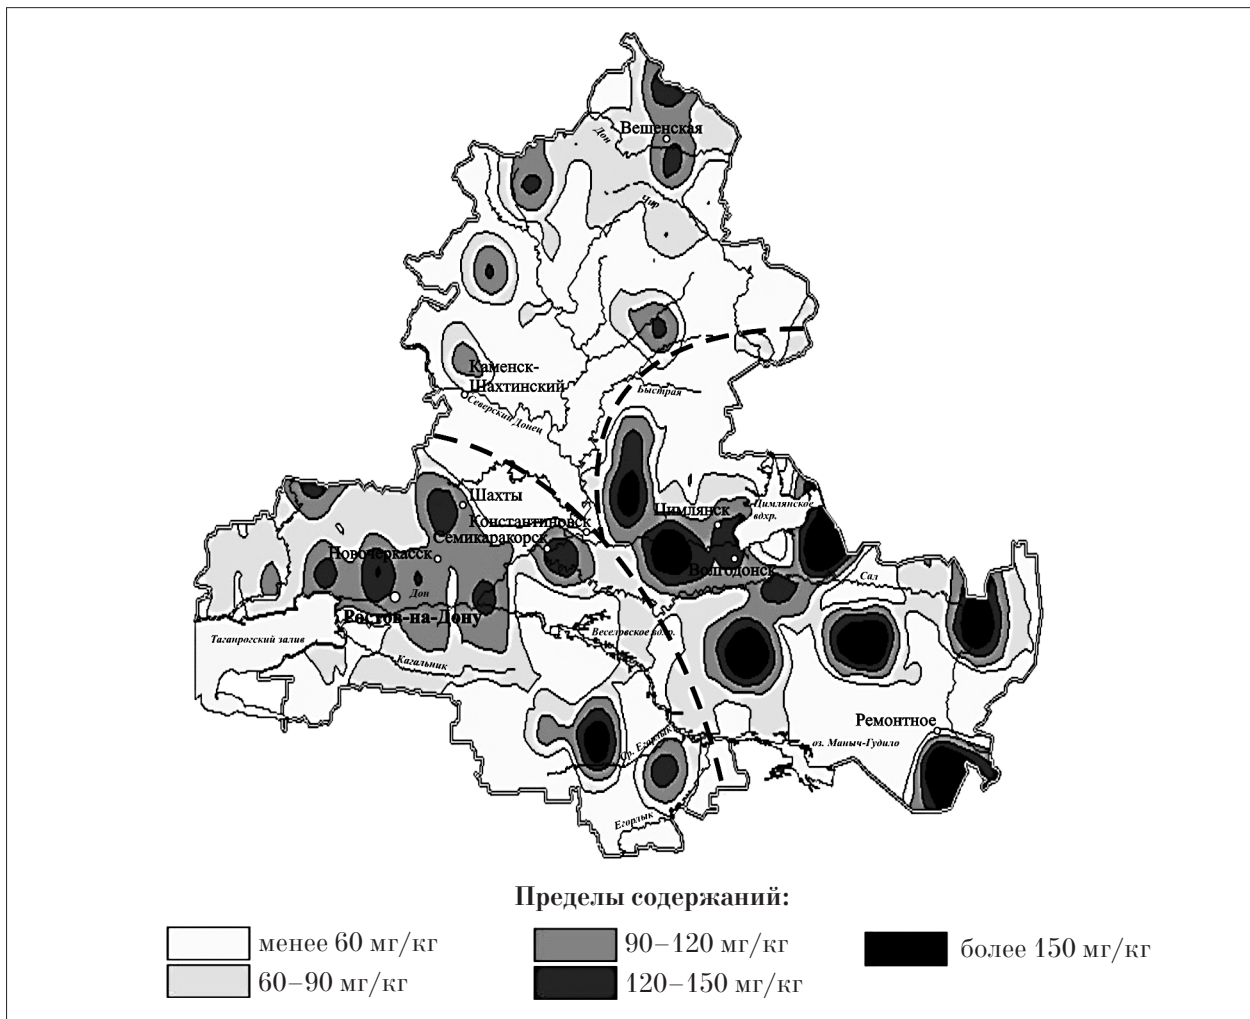 Вешенская
Дон
Чир
Каменск-
Шахтинский
Быстрая
Северский Донец
Шахты
Цимлянск
Цимлянское
вдхр.
Константиновск
Семикаракорск
Новочеркасск
Волгодонск
Сал
Дон
Ростов-на-Дону
Таганрогский залив
Веселовское вдхр.
Кагальник
Ремонтное
Ср. Егорлык
оз. Маныч-Гудило
Егорлык
Пределы содержаний:
менее 60 мг/кг
90–120 мг/кг
более 150 мг/кг
60–90 мг/кг
120–150 мг/кг